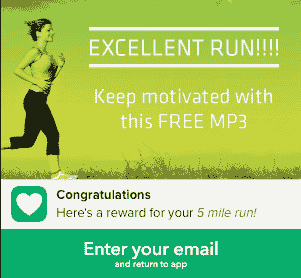 EXCELLENT RUN!!!!
Keep motivated with
this FREE MP3
Congratulations
Here's a reward for your 5 mile run!
Enter your email
and return to app